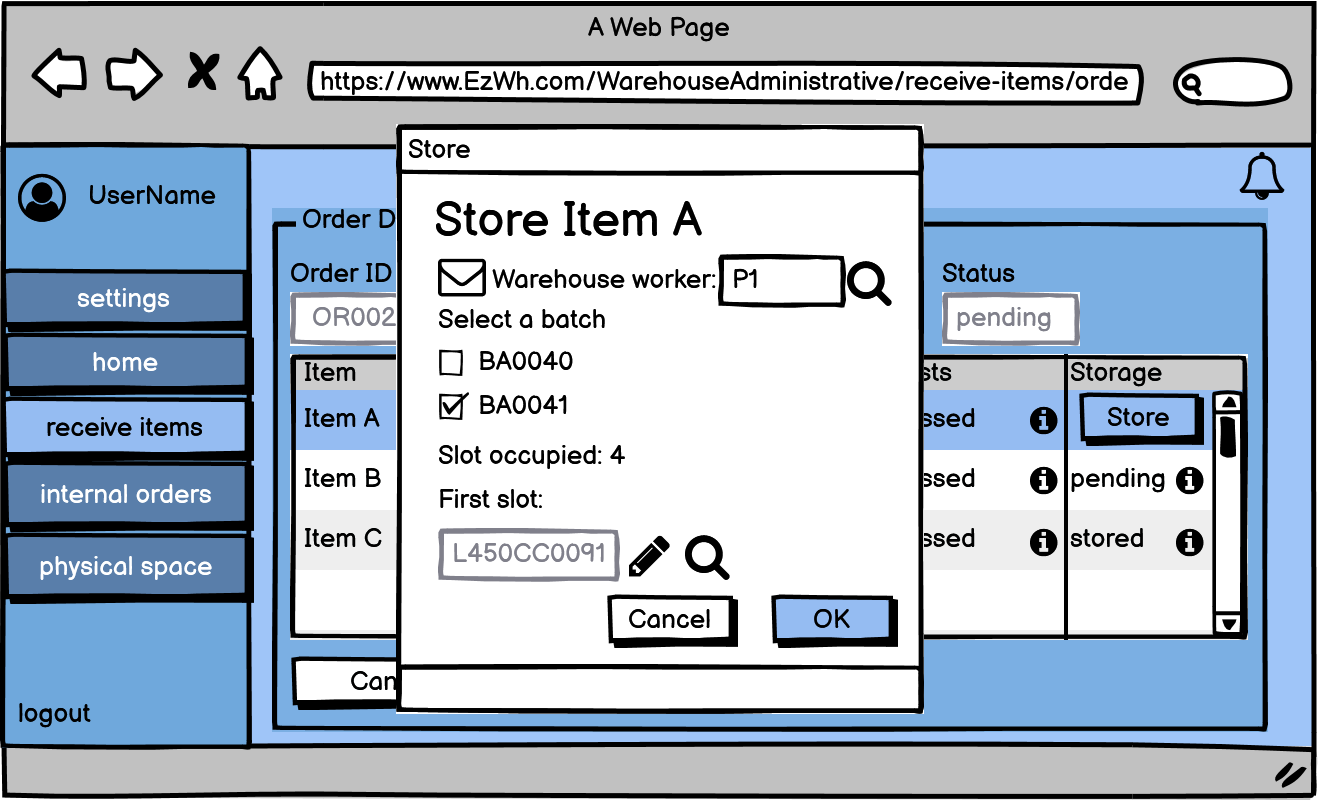 A Web Page
https://www.EzWh.com/WarehouseAdministrative/receive-items/orde
UserName
settings
home
receive items
internal orders
physical space
logout
Order D
Order ID
OR002
Status
pending
Item
sts
Storage
Item A
ssed
Store
Item B
ssed
pending
Item C
ssed
stored
Can
Store
Store Item A
Warehouse worker: P1
Select a batch
BA0040
BA0041
Slot occupied: 4
First slot:
L450CC0091
Cancel
OK